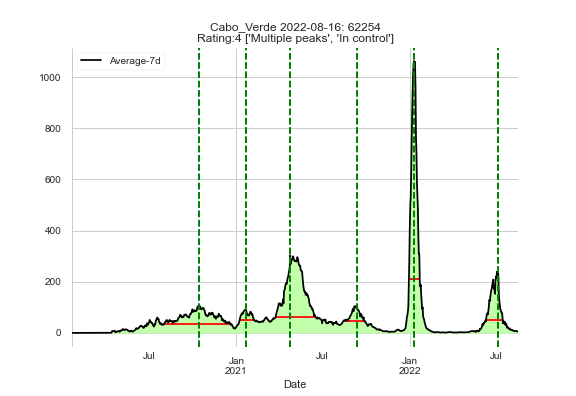 Cabo_Verde 2022-08-16: 62254
Rating:4 ['Multiple peaks', 'In control']
Average-7d
1000
800
600
400
200
0
Jul
Jan
2021
Jul
Jan
2022
Jul
Date